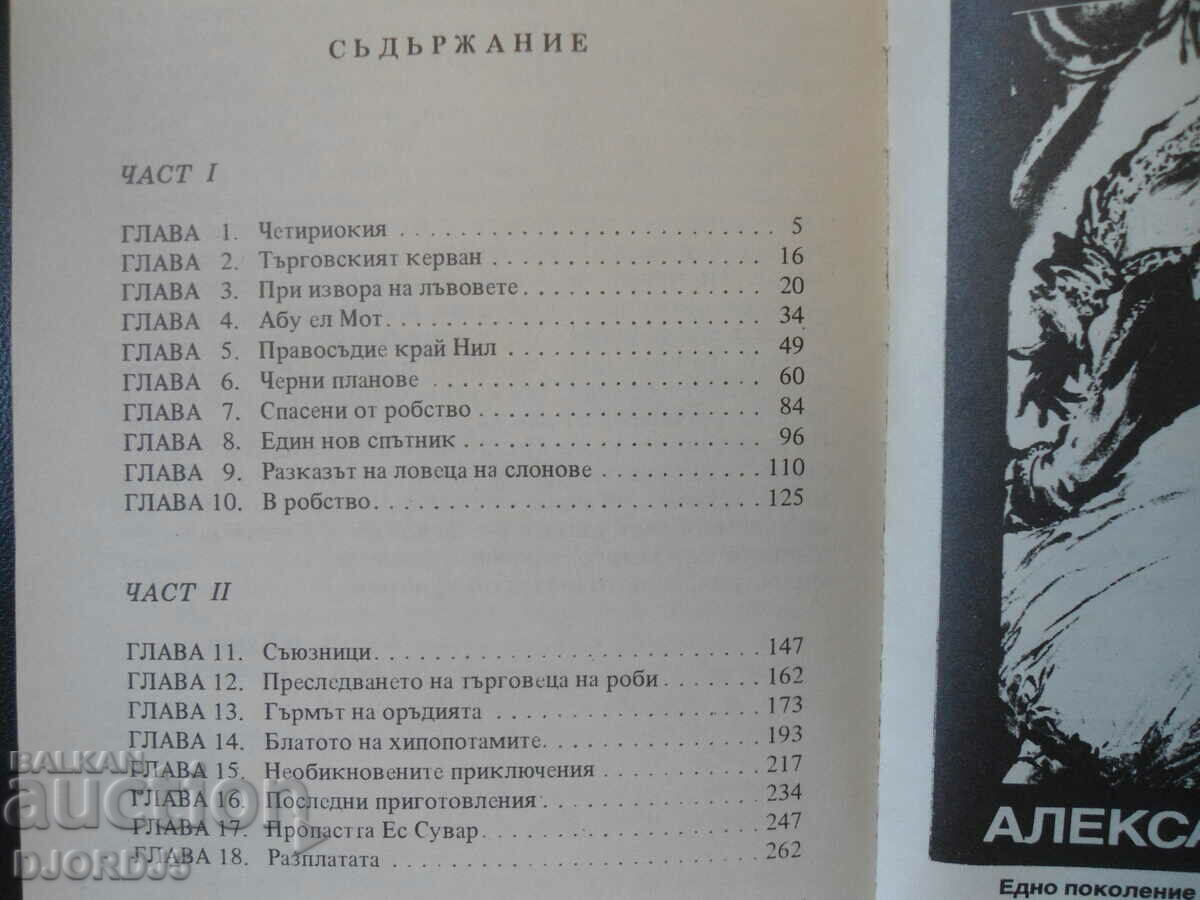 СЪДЪРЖАНИЕ
ЧАСТ I
ГЛАВА 1. Четириокия . . . . . . . . . . . . . . . . . . . . . . . . . 5
ГЛАВА 2. Търговският керван . . . . . . . . . . . . . . . . . . 16
ГЛАВА 3. При извора на лъвовете . . . . . . . . . . . . . . . . 20
ГЛАВА 4. Абу ел Мот . . . . . . . . . . . . . . . . . . . . . . . . . 34
ГЛАВА 5. Правосъдие край Нил . . . . . . . . . . . . . . . . . 49
ГЛАВА 6. Черни планове . . . . . . . . . . . . . . . . . . . . . . 60
ГЛАВА 7. Спасени от робство . . . . . . . . . . . . . . . . . . . 84
ГЛАВА 8. Един нов спътник . . . . . . . . . . . . . . . . . . . . 96
ГЛАВА 9. Разказът на ловеца на слонове . . . . . . . . . . . 110
ГЛАВА 10. В робство . . . . . . . . . . . . . . . . . . . . . . . . . . 125
ЧАСТ II
ГЛАВА 11. Съюзници . . . . . . . . . . . . . . . . . . . . . . . . . . 147
ГЛАВА 12. Преследването на търговеца на роби . . . . . . . 162
ГЛАВА 13. Гърмът на оръдията . . . . . . . . . . . . . . . . . . 173
ГЛАВА 14. Блатото на хипопотамите . . . . . . . . . . . . . . . 193
ГЛАВА 15. Необикновените приключения . . . . . . . . . . . 217
ГЛАВА 16. Последни приготовления . . . . . . . . . . . . . . . 234
ГЛАВА 17. Пропастта Ес Сувар . . . . . . . . . . . . . . . . . . . 247
ГЛАВА 18. Разплатата . . . . . . . . . . . . . . . . . . . . . . . . . 262
АЛЕКСА
Едно поколение
BALKAN
auction
DJORDJ9